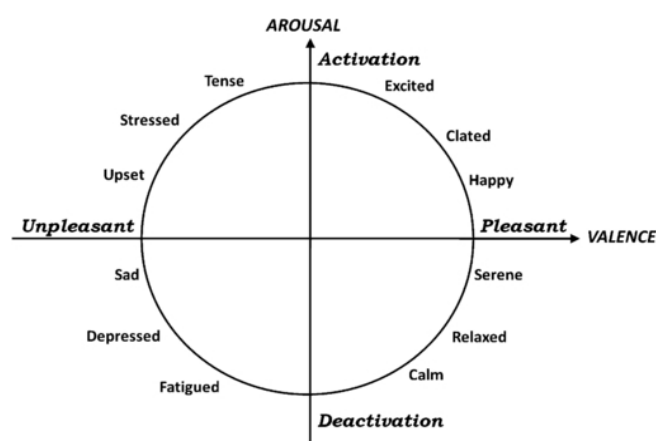 AROUSAL
Activation
Tense
Excited
Stressed
Clated
Upset
Happy
Unpleasant
Pleasant
VALENCE
Sad
Serene
Depressed
Relaxed
Fatigued
Calm
Deactivation